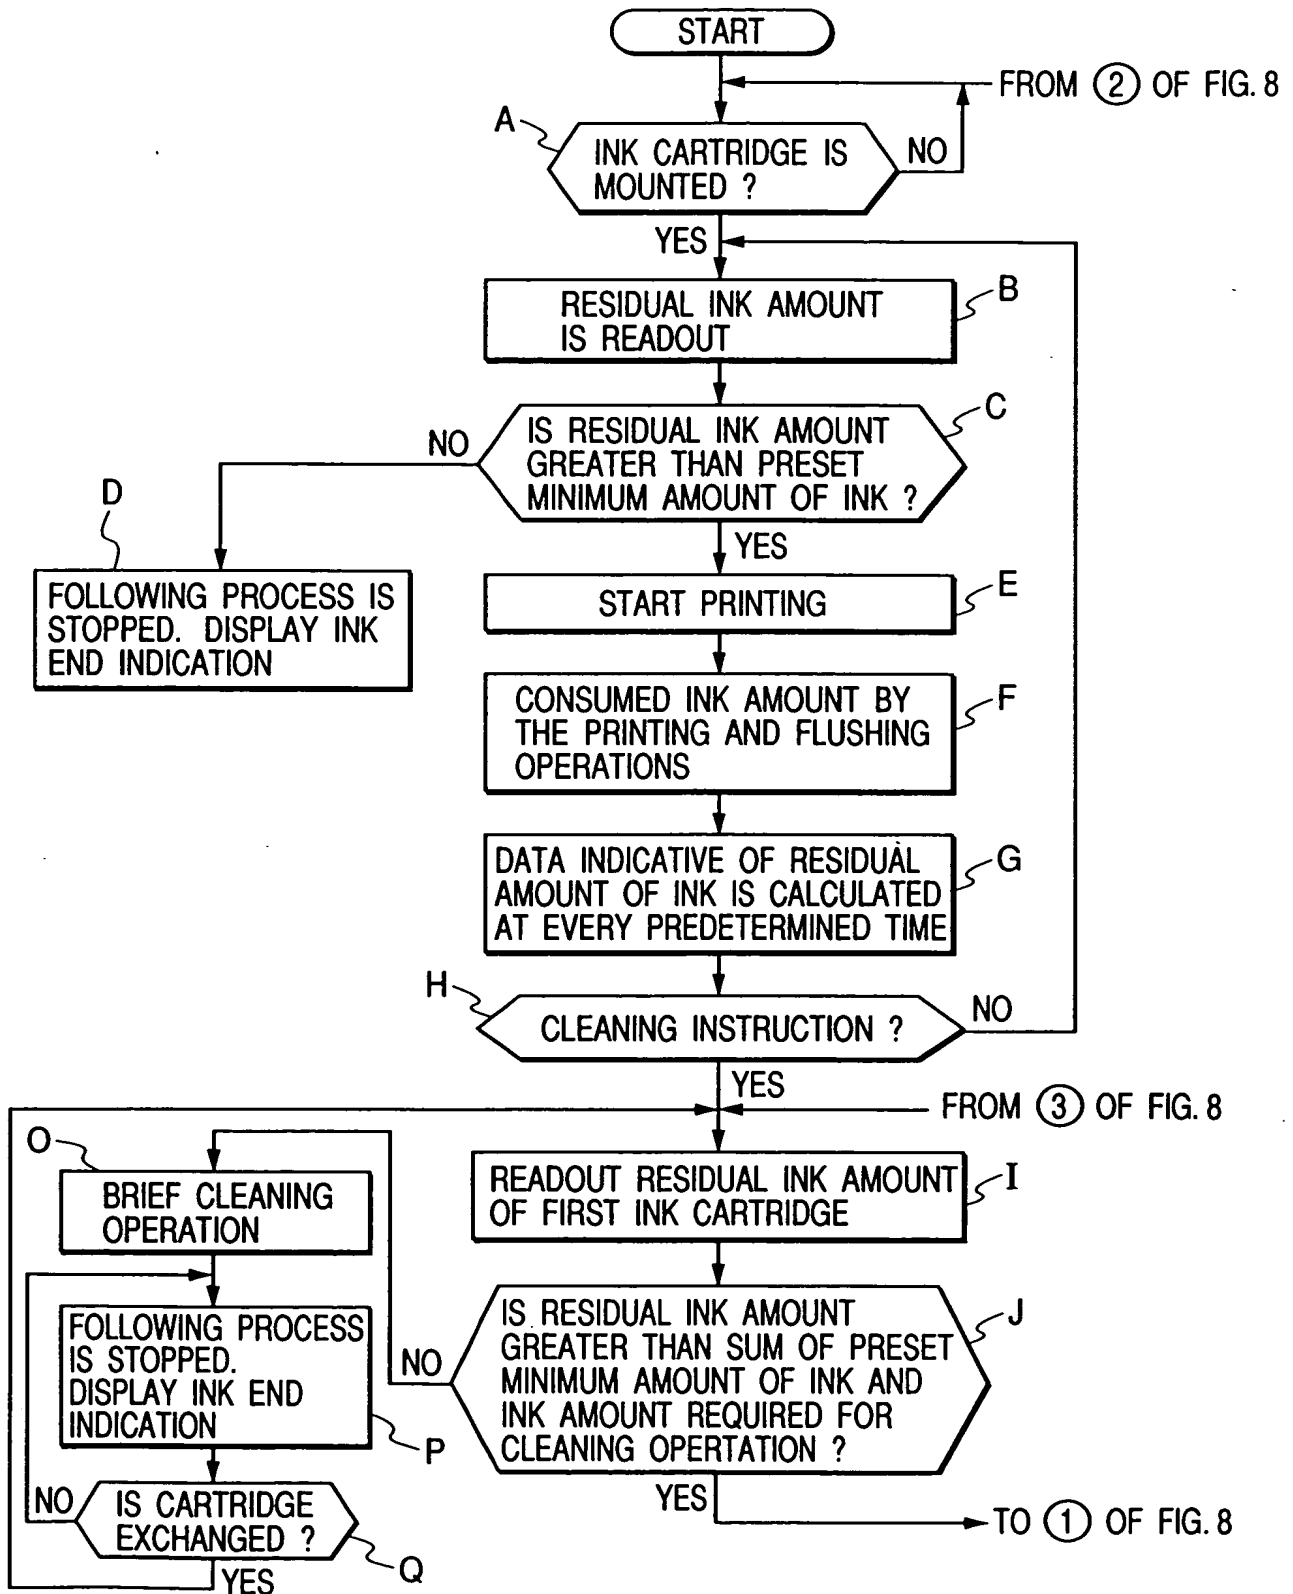 START
FROM ② OF FIG. 8
A
INK CARTRIDGE IS
MOUNTED ?
NO
YES
B
RESIDUAL INK AMOUNT
IS READOUT
C
IS RESIDUAL INK AMOUNT
GREATER THAN PRESET
MINIMUM AMOUNT OF INK ?
NO
D
YES
FOLLOWING PROCESS IS
STOPPED. DISPLAY INK
END INDICATION
START PRINTING
E
CONSUMED INK AMOUNT BY
THE PRINTING AND FLUSHING
OPERATIONS
F
DATA INDICATIVE OF RESIDUAL
AMOUNT OF INK IS CALCULATED
AT EVERY PREDETERMINED TIME
G
H
CLEANING INSTRUCTION ?
NO
YES
FROM ③ OF FIG. 8
O
BRIEF CLEANING
OPERATION
READOUT RESIDUAL INK AMOUNT
OF FIRST INK CARTRIDGE
I
FOLLOWING PROCESS
IS STOPPED.
DISPLAY INK END
INDICATION
P
NO
IS RESIDUAL INK AMOUNT
GREATER THAN SUM OF PRESET
MINIMUM AMOUNT OF INK AND
INK AMOUNT REQUIRED FOR
CLEANING OPERTATION ?
J
NO
IS CARTRIDGE
EXCHANGED ?
Q
YES
YES
TO ① OF FIG. 8